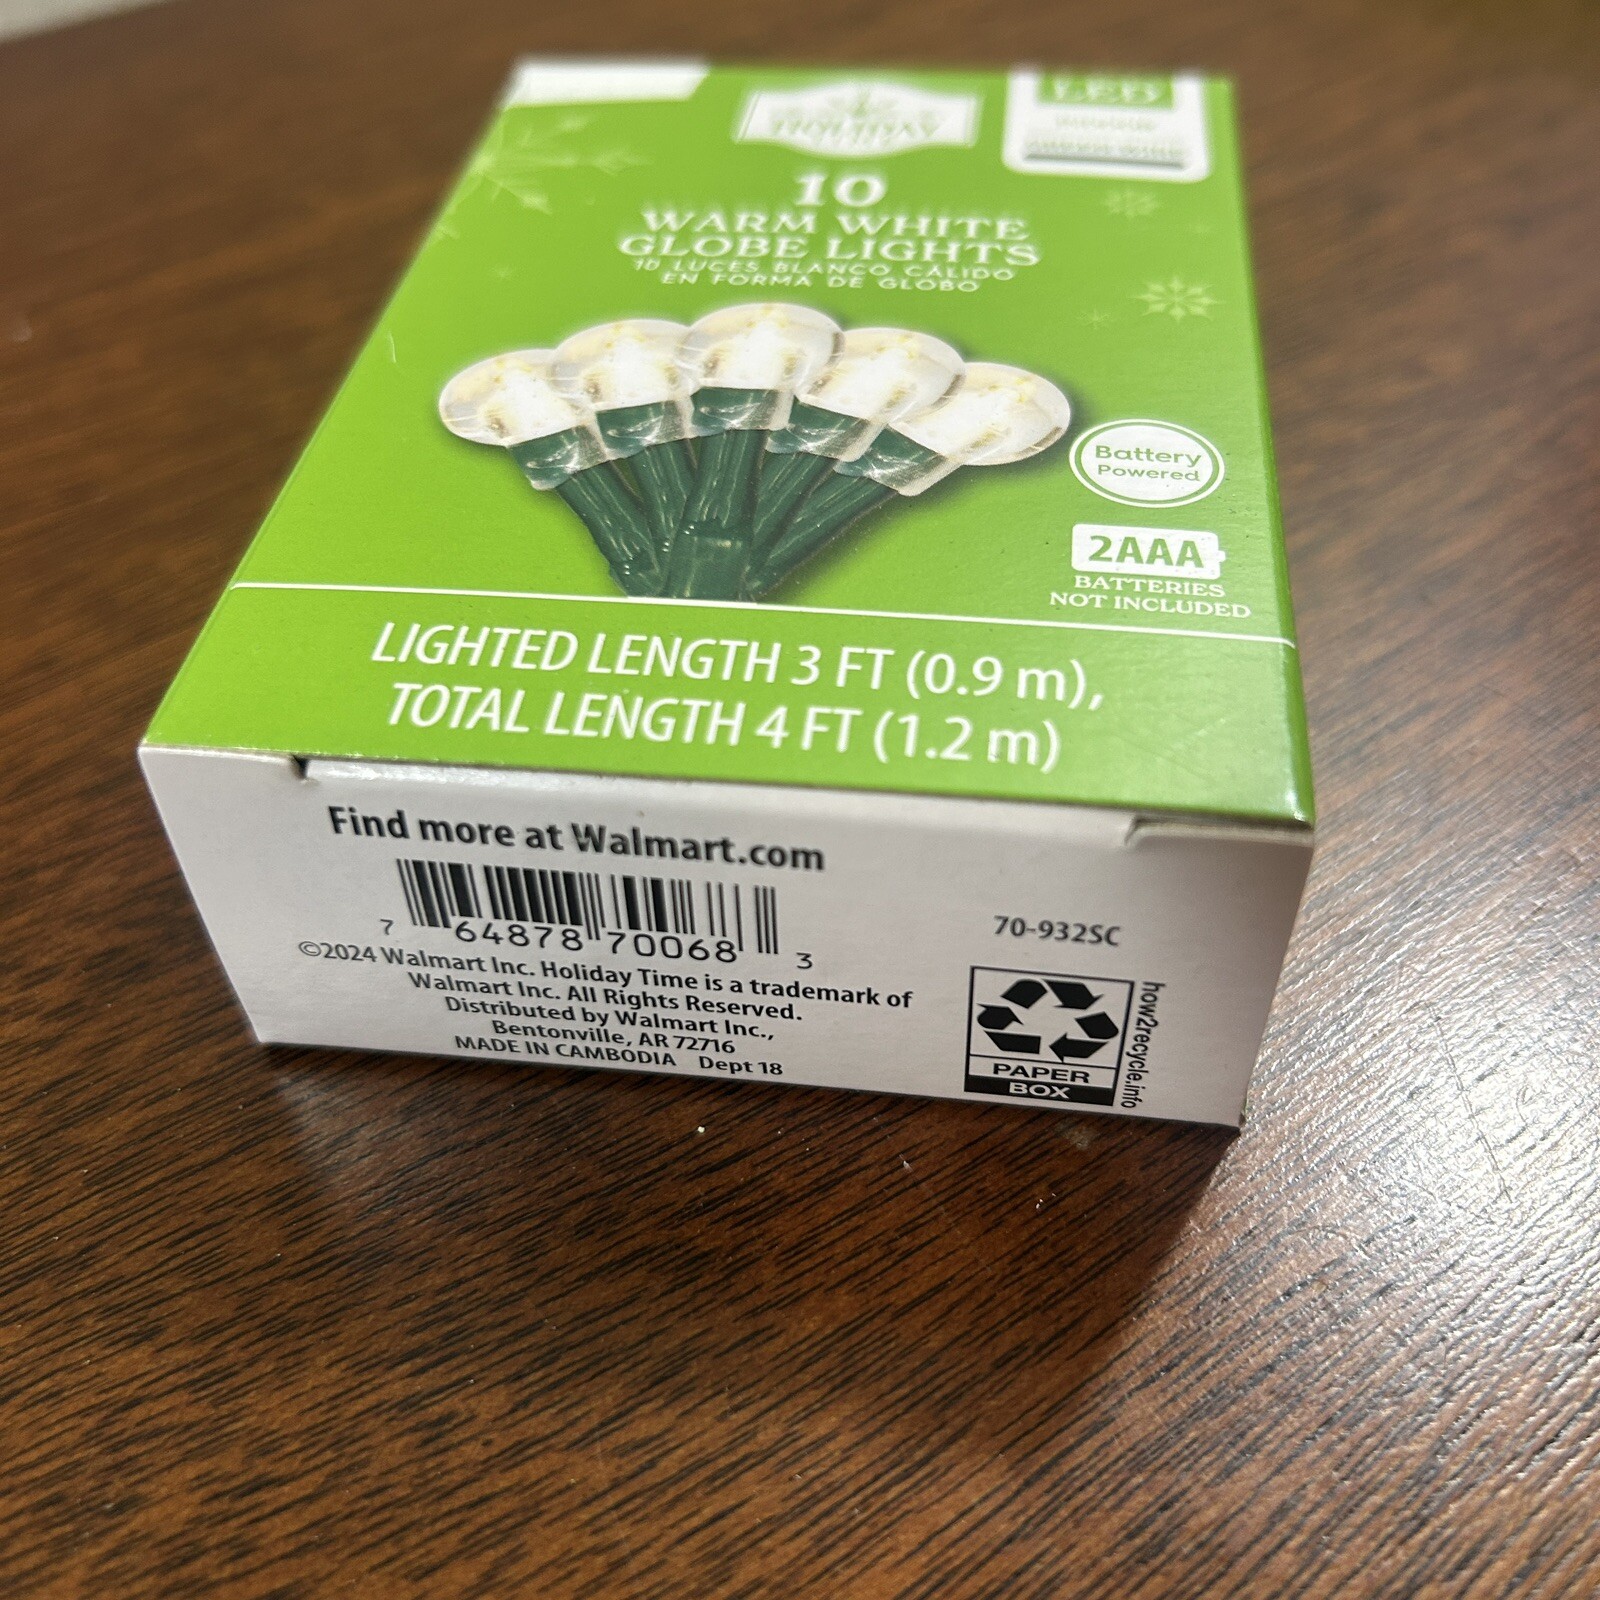 LED
10
WARM WHITE
GLOBE LIGHTS
10 LUCES BLANCO CÁLIDO
EN FORMA DE GLOBO
Battery
Powered
2AAA
BATTERIES
NOT INCLUDED
LIGHTED LENGTH 3 FT (0.9 m),
TOTAL LENGTH 4 FT (1.2 m)
Find more at Walmart.com
7 64878 70068 3
©2024 Walmart Inc. Holiday Time is a trademark of
Walmart Inc. All Rights Reserved.
Distributed by Walmart Inc.,
Bentonville, AR 72716
MADE IN CAMBODIA Dept 18
70-932SC
PAPER
BOX
how2recycle.info